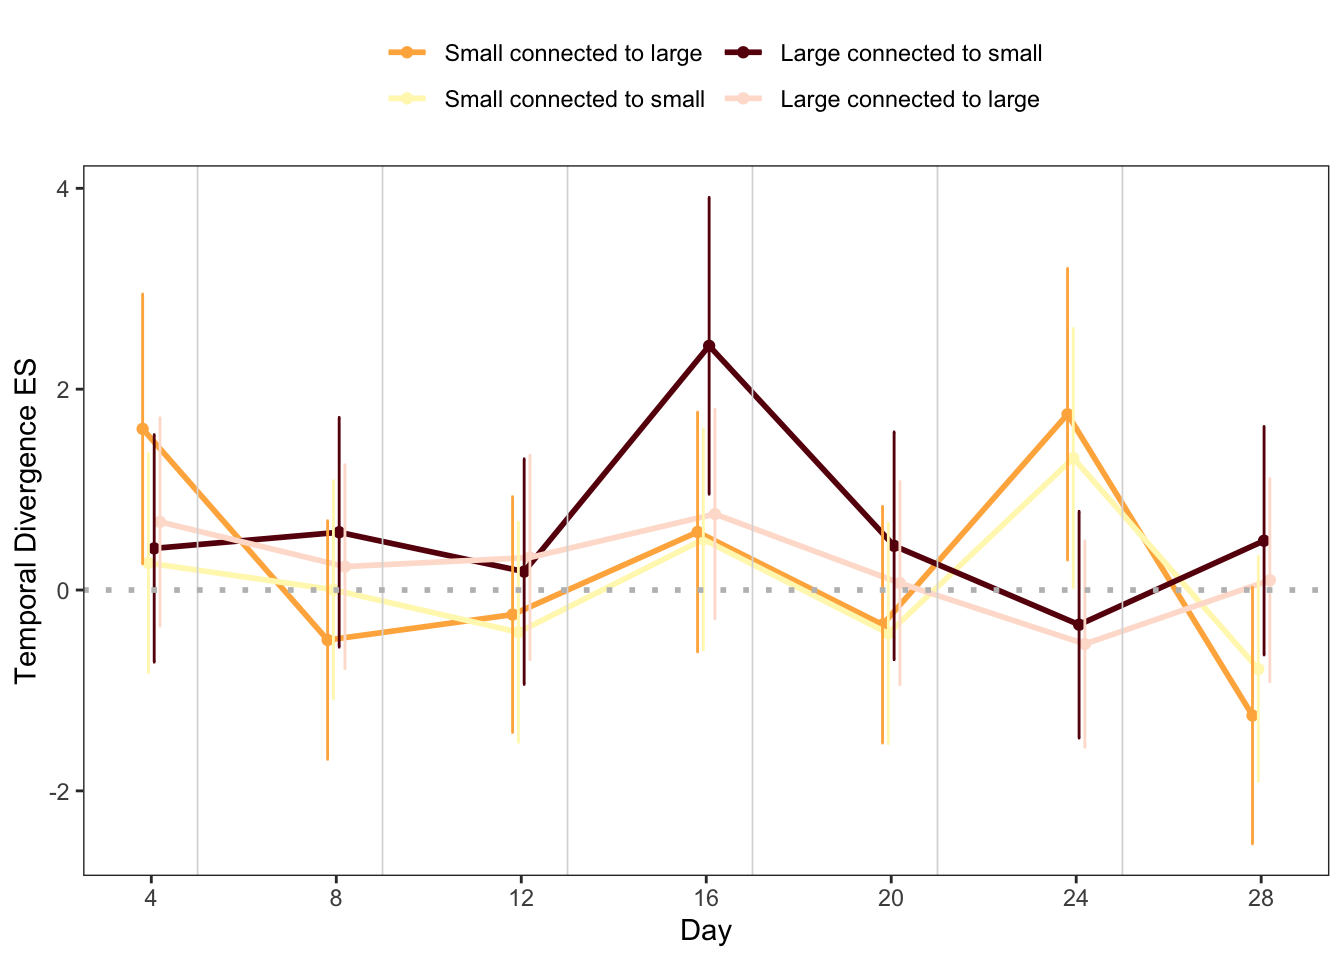 Small connected to large
Large connected to small
Small connected to small
Large connected to large
4
2
0
-2
Temporal Divergence ES
4
8
12
16
20
24
28
Day